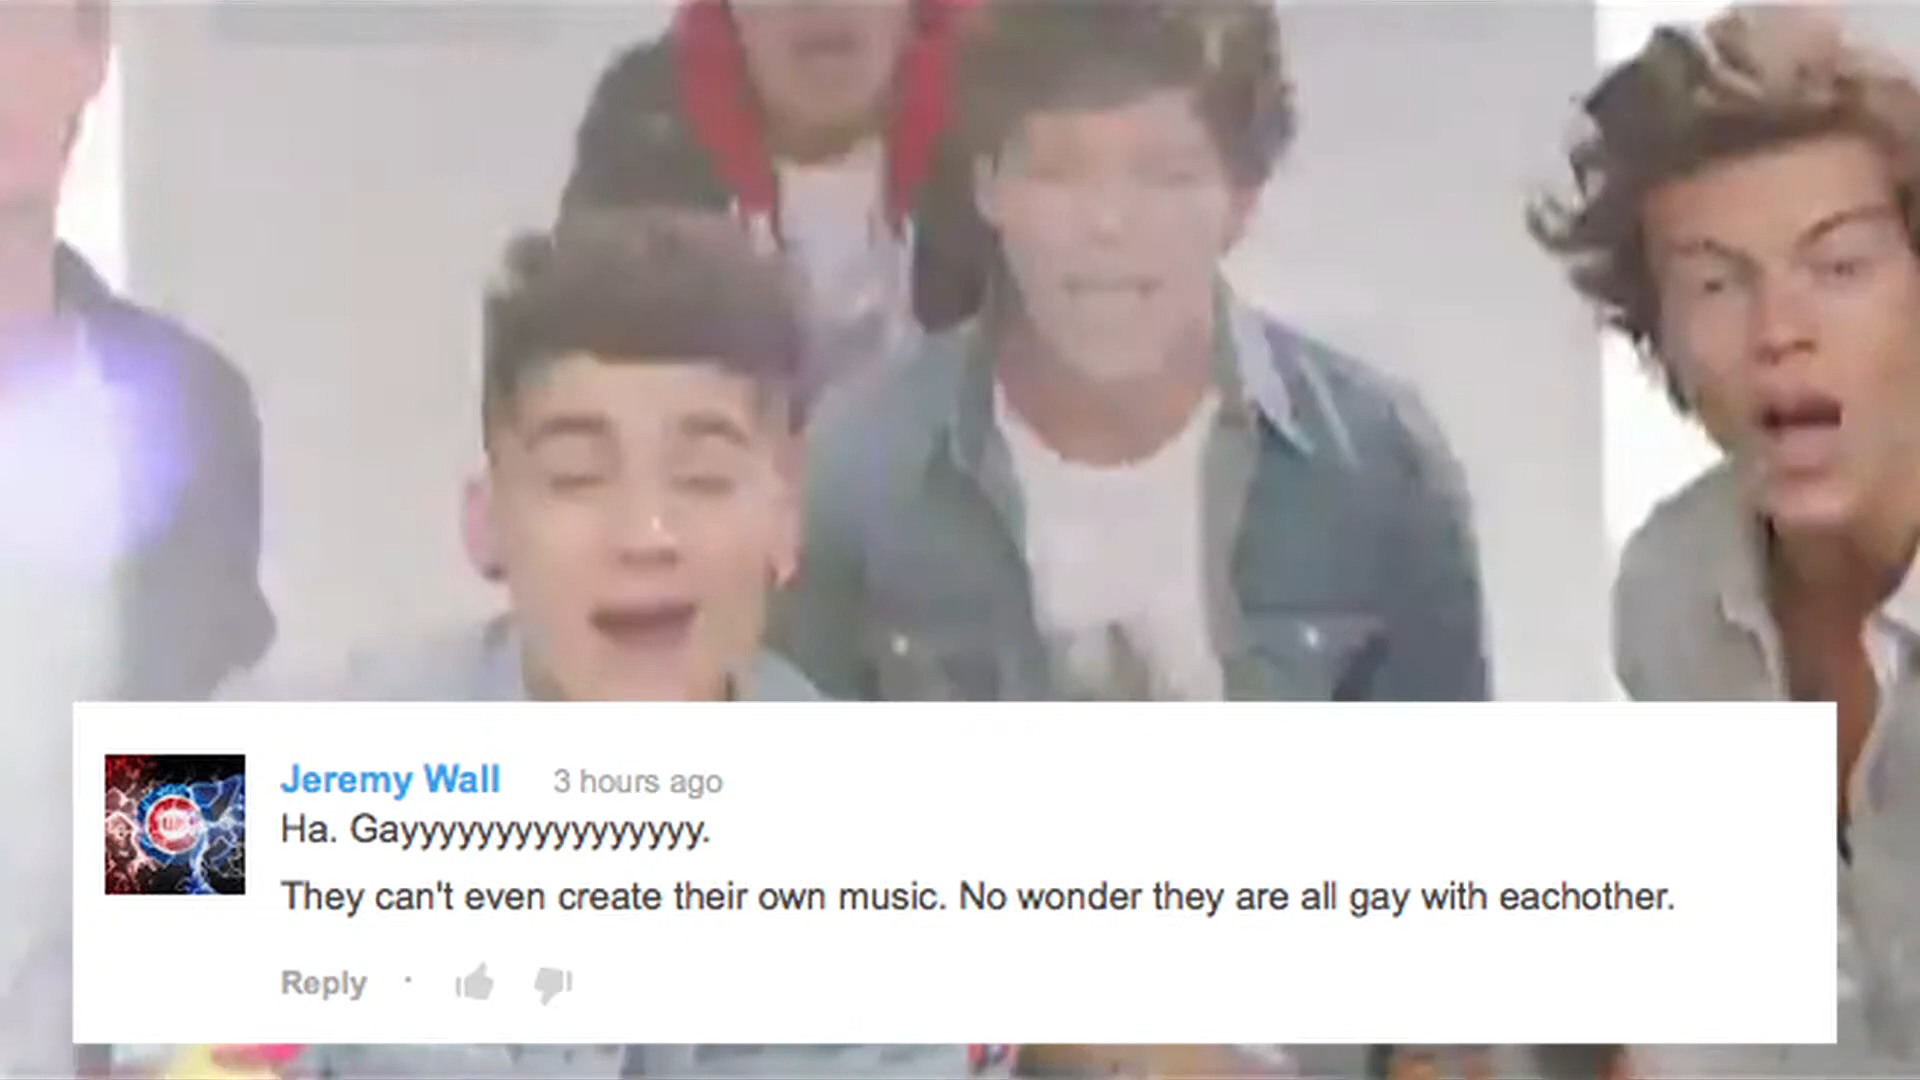 Jeremy Wall 3 hours ago
Ha. Gayyyyyyyyyyyyyyyy.
They can't even create their own music. No wonder they are all gay with eachother.
Reply ·